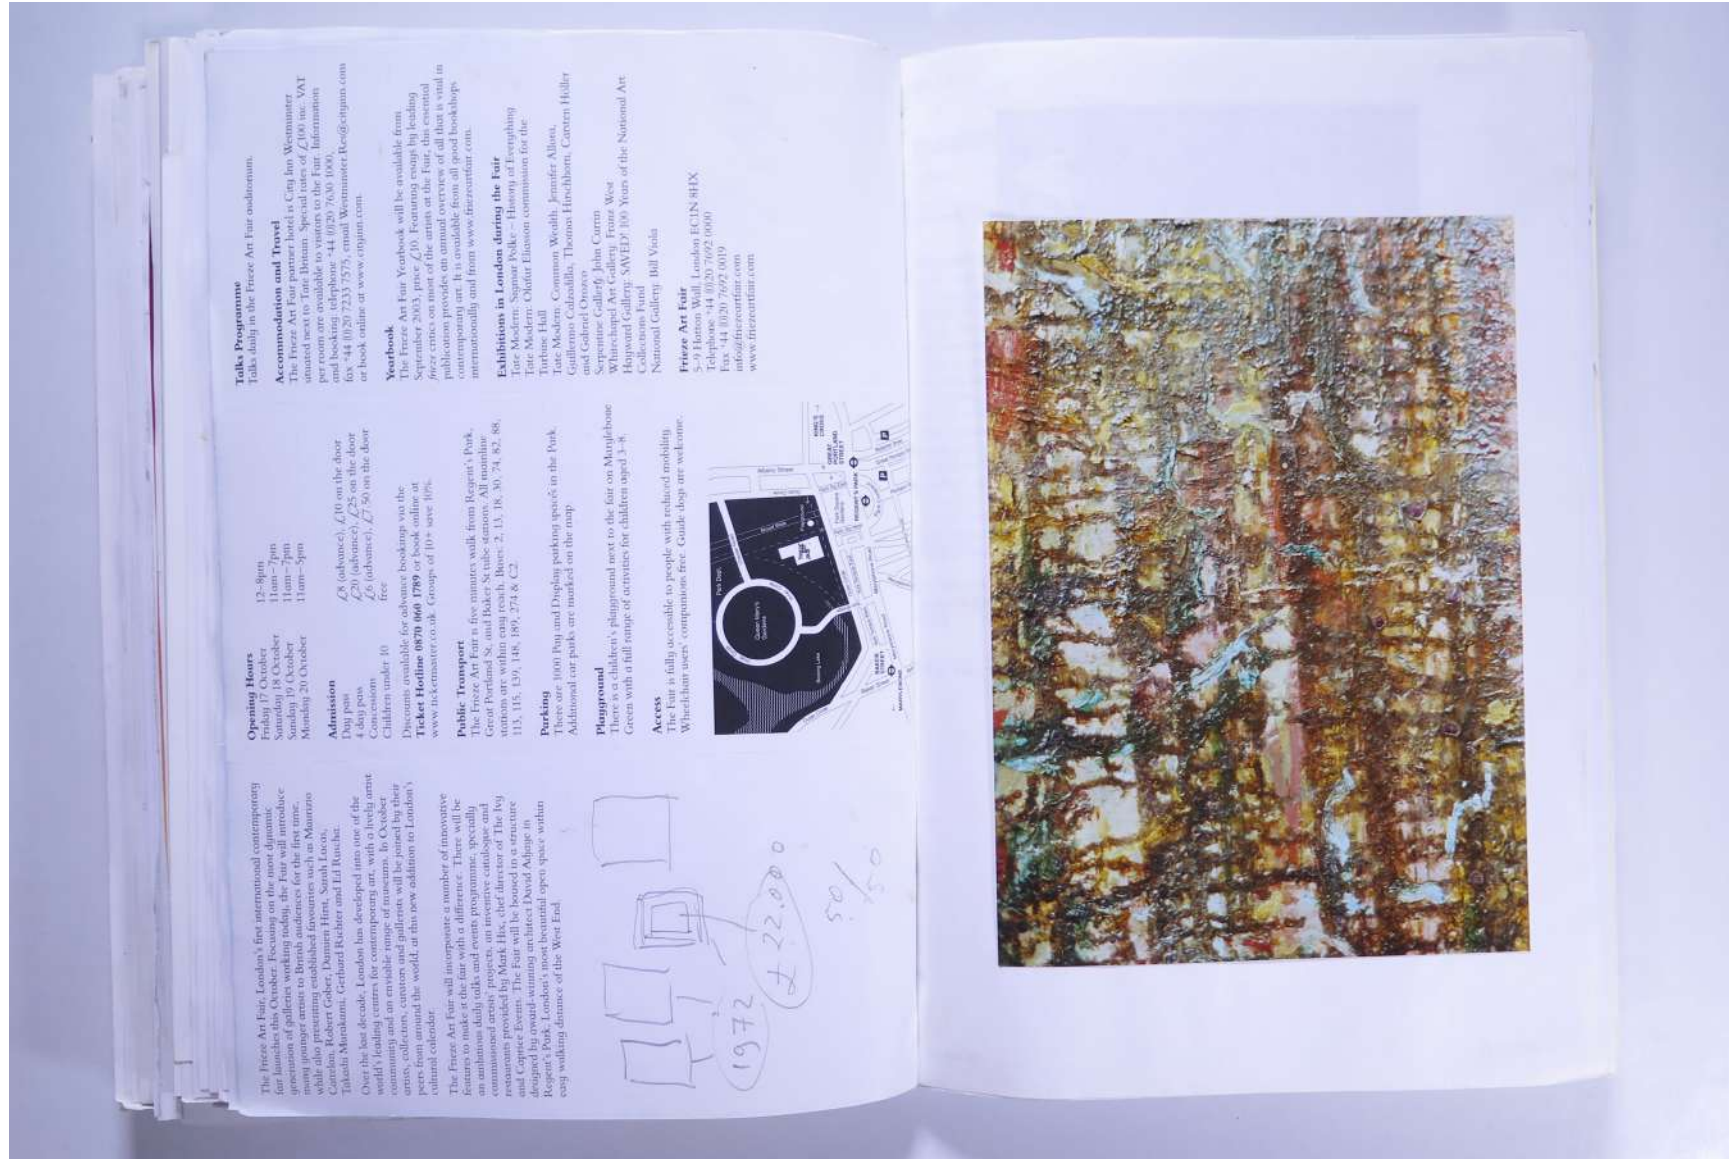 The Frieze Art Fair, London's first international contemporary
fair launches this October. Focusing on the most dynamic
generation of galleries working today, the Fair will introduce
many younger artists to British audiences for the first time,
while also presenting established favourites such as Maurizio
Cattelan, Robert Gober, Damien Hirst, Sarah Lucas,
Takashi Murakami, Gerhard Richter and Ed Ruscha.
Over the last decade, London has developed into one of the
world's leading centres for contemporary art, with a lively artist
community and an enviable range of museums. In October
artists, collectors, curators and gallerists will be joined by their
peers from around the world, at this new addition to London's
cultural calendar.
The Frieze Art Fair will incorporate a number of innovative
features to make it the fair with a difference. There will be
an ambitious daily talks and events programme, specially
commissioned artists' projects, an inventive catalogue and
restaurants provided by Mark Hix, chef director of The Ivy
and Caprice Events. The Fair will be housed in a structure
designed by award-winning architect David Adjaye in
Regent's Park, London's most beautiful open space within
easy walking distance of the West End.
1972
£22.000
50/
50
Opening Hours
Friday 17 October 12–8pm
Saturday 18 October 11am–7pm
Sunday 19 October 11am–7pm
Monday 20 October 11am–5pm
Admission
Day pass £8 (advance), £10 on the door
4 day pass £20 (advance), £25 on the door
Concessions £6 (advance), £7.50 on the door
Children under 10 free
Discounts available for advance bookings via the
Ticket Hotline 0870 060 1789 or book online at
www.ticketmaster.co.uk. Groups of 10+ save 10%.
Public Transport
The Frieze Art Fair is five minutes walk from Regent's Park,
Great Portland St, and Baker St tube stations. All mainline
stations are within easy reach. Buses: 2, 13, 18, 30, 74, 82, 88,
113, 115, 139, 148, 189, 274 & C2.
Parking
There are 1000 Pay and Display parking spaces in the Park.
Additional car parks are marked on the map
Playground
There is a children's playground next to the fair on Marylebone
Green with a full range of activities for children aged 3–8.
Access
The Fair is fully accessible to people with reduced mobility.
Wheelchair users' companions free. Guide dogs are welcome.
Queen Mary's
Gardens
Boating Lake
Albany Street
KING'S
CROSS
GREAT
PORTLAND
STREET
REGENT'S PARK
BAKER
STREET
MARYLEBONE
P
P
Talks Programme
Talks daily in the Frieze Art Fair auditorium.
Accommodation and Travel
The Frieze Art Fair partner hotel is City Inn Westminster
situated next to Tate Britain. Special rates of £100 inc. VAT
per room are available to visitors to the Fair. Information
and booking: telephone +44 (0)20 7630 1000,
fax +44 (0)20 7233 7575, email Westminster.Res@cityinn.com
or book online at www.cityinn.com.
Yearbook
The Frieze Art Fair Yearbook will be available from
September 2003, price £10. Featuring essays by leading
frieze critics on most of the artists at the Fair, this essential
publication provides an annual overview of all that is vital in
contemporary art. It is available from all good bookshops
internationally and from www.friezeartfair.com.
Exhibitions in London during the Fair
Tate Modern: Sigmar Polke – History of Everything
Tate Modern: Olafur Eliasson commission for the
Turbine Hall
Tate Modern: Common Wealth. Jennifer Allora,
Guillermo Calzadilla, Thomas Hirschhorn, Carsten Höller
and Gabriel Orozco
Serpentine Gallery: John Currin
Whitechapel Art Gallery: Franz West
Hayward Gallery: SAVED! 100 Years of the National Art
Collections Fund
National Gallery: Bill Viola
Frieze Art Fair
5–9 Hatton Wall, London EC1N 8HX
Telephone +44 (0)20 7692 0000
Fax +44 (0)20 7692 0019
info@friezeartfair.com
www.friezeartfair.com